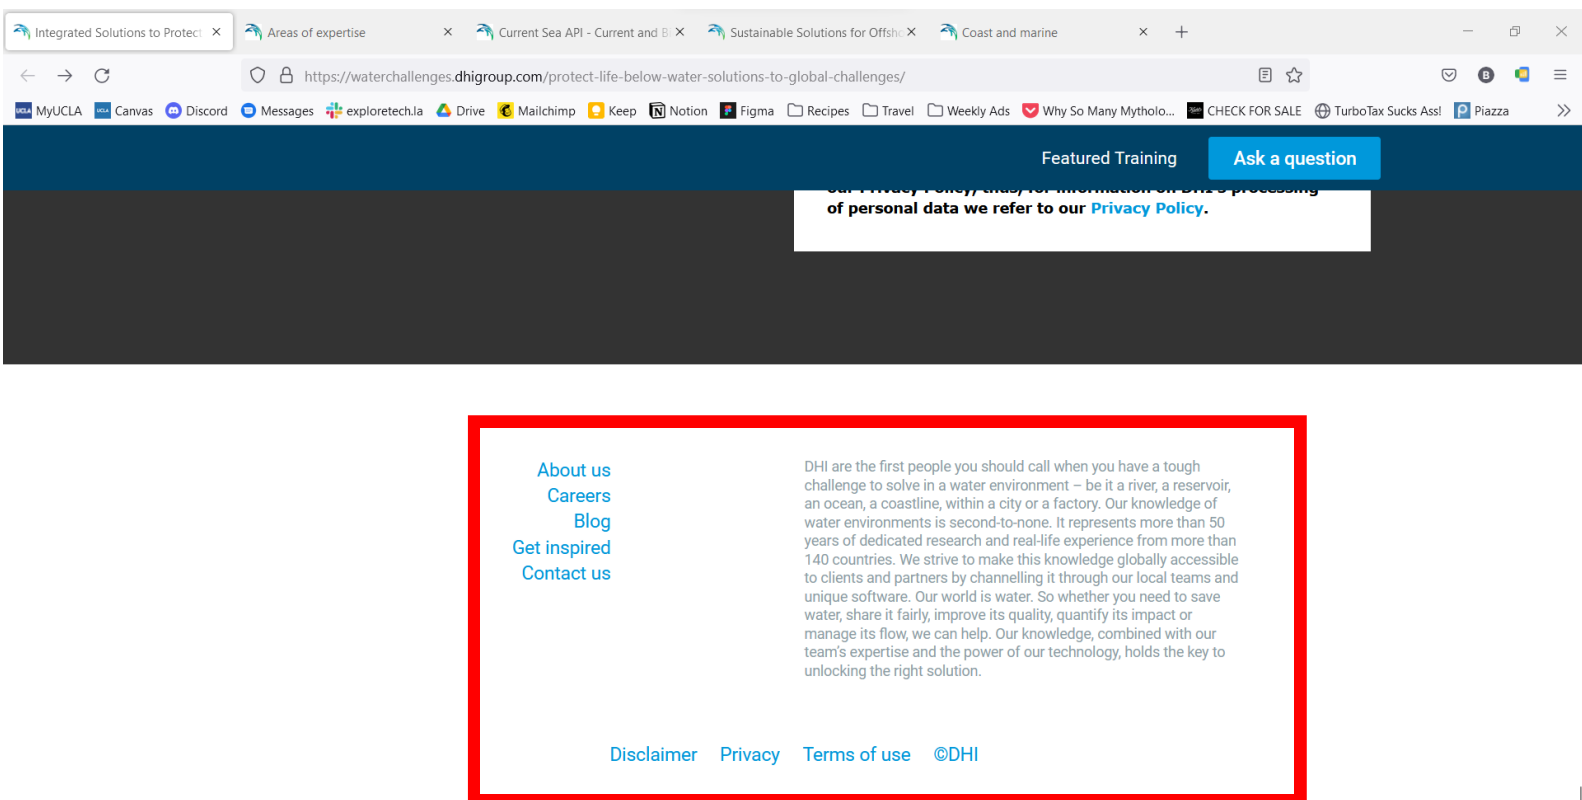 Integrated Solutions to Protect
Areas of expertise
Current Sea API - Current and B
Sustainable Solutions for Offsho
Coast and marine
https://waterchallenges.dhigroup.com/protect-life-below-water-solutions-to-global-challenges/
B
MyUCLA
Canvas
Discord
Messages
exploretech.la
Drive
Mailchimp
Keep
Notion
Figma
Recipes
Travel
Weekly Ads
Why So Many Mytholo...
CHECK FOR SALE
TurboTax Sucks Ass!
Piazza
Featured Training
Ask a question
our Privacy Policy, thus, for information on DHI's processing
of personal data we refer to our Privacy Policy.
About us
Careers
Blog
Get inspired
Contact us
DHI are the first people you should call when you have a tough
challenge to solve in a water environment – be it a river, a reservoir,
an ocean, a coastline, within a city or a factory. Our knowledge of
water environments is second-to-none. It represents more than 50
years of dedicated research and real-life experience from more than
140 countries. We strive to make this knowledge globally accessible
to clients and partners by channelling it through our local teams and
unique software. Our world is water. So whether you need to save
water, share it fairly, improve its quality, quantify its impact or
manage its flow, we can help. Our knowledge, combined with our
team's expertise and the power of our technology, holds the key to
unlocking the right solution.
Disclaimer Privacy Terms of use ©DHI